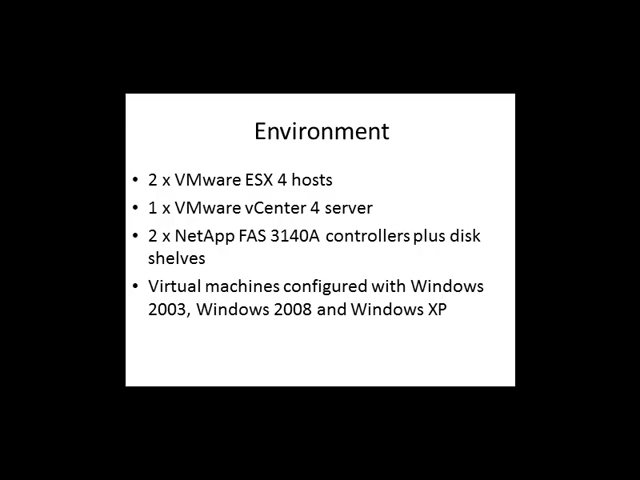 Environment
• 2 x VMware ESX 4 hosts
• 1 x VMware vCenter 4 server
• 2 x NetApp FAS 3140A controllers plus disk
shelves
• Virtual machines configured with Windows
2003, Windows 2008 and Windows XP